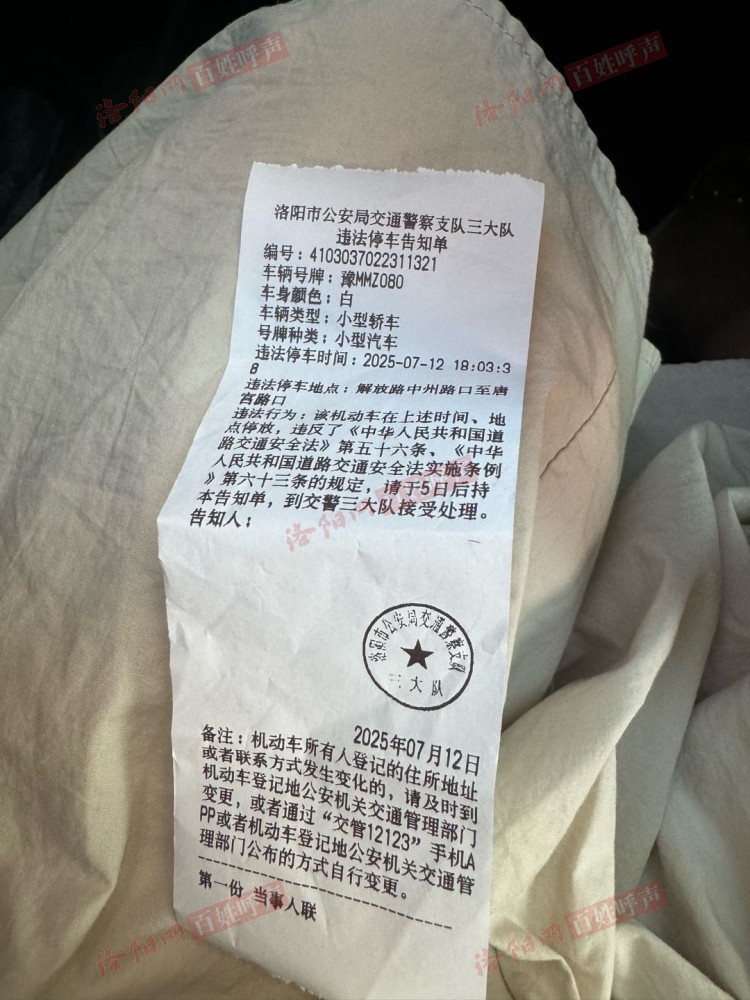 洛阳网百姓呼声
洛阳网百姓呼声
洛阳市公安局交通警察支队三大队
违法停车告知单
编号:4103037022311321
车辆号牌:豫MMZ080
车身颜色:白
车辆类型:小型轿车
号牌种类:小型汽车
违法停车时间:2025-07-12 18:03:3
8
违法停车地点:解放路中州路口至唐
宫路口
违法行为:该机动车在上述时间、地
点停放,违反了《中华人民共和国道
路交通安全法》第五十六条、《中华
人民共和国道路交通安全法实施条例
》第六十三条的规定,请于5日后持
本告知单,到交警三大队接受处理。
告知人:
洛阳网百姓呼声
洛阳市公安局交通警察支队
三大队
2025年07月12日
备注:机动车所有人登记的住所地址
或者联系方式发生变化的,请及时到
机动车登记地公安机关交通管理部门
变更,或者通过“交管12123”手机A
PP或者机动车登记地公安机关交通管
理部门公布的方式自行变更。
第一份 当事人联
洛阳网百姓呼声
洛阳网百姓呼声